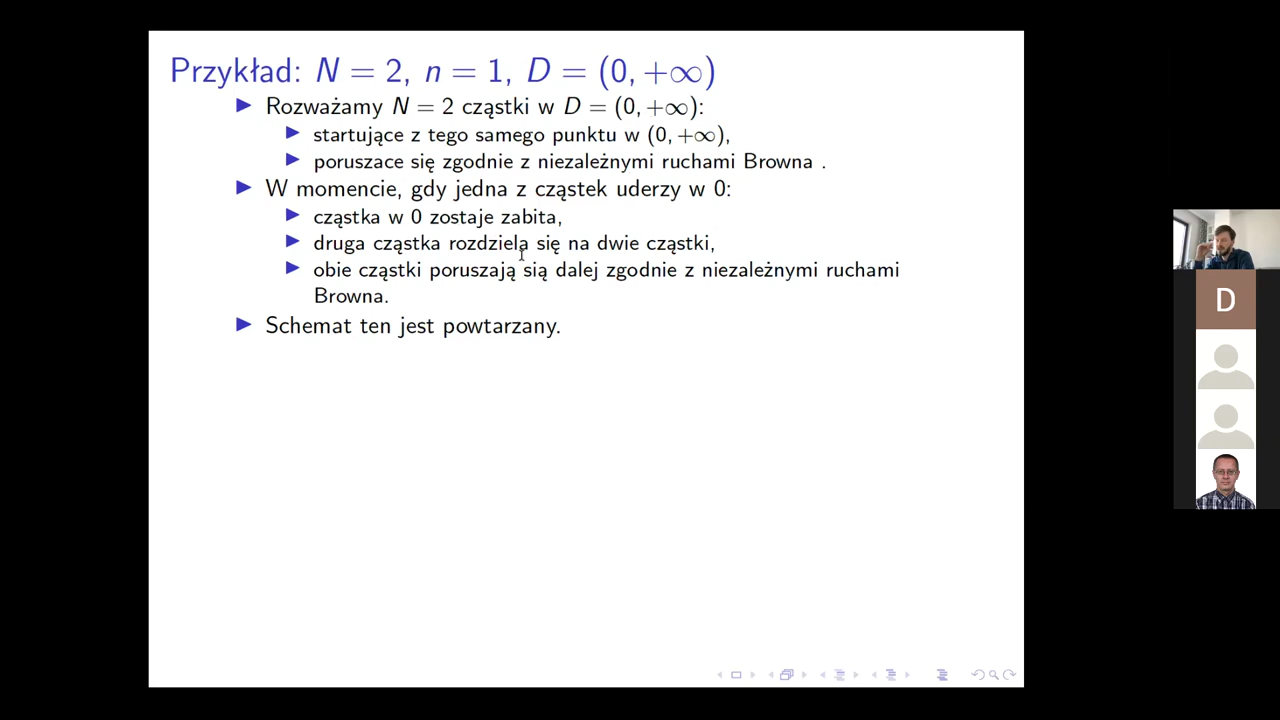 Przykład: N = 2, n = 1, D = (0, +∞)
Rozważamy N = 2 cząstki w D = (0, +∞):
startujące z tego samego punktu w (0, +∞),
poruszace się zgodnie z niezależnymi ruchami Browna .
W momencie, gdy jedna z cząstek uderzy w 0:
cząstka w 0 zostaje zabita,
druga cząstka rozdziela się na dwie cząstki,
obie cząstki poruszają sią dalej zgodnie z niezależnymi ruchami
Browna.
Schemat ten jest powtarzany.
D